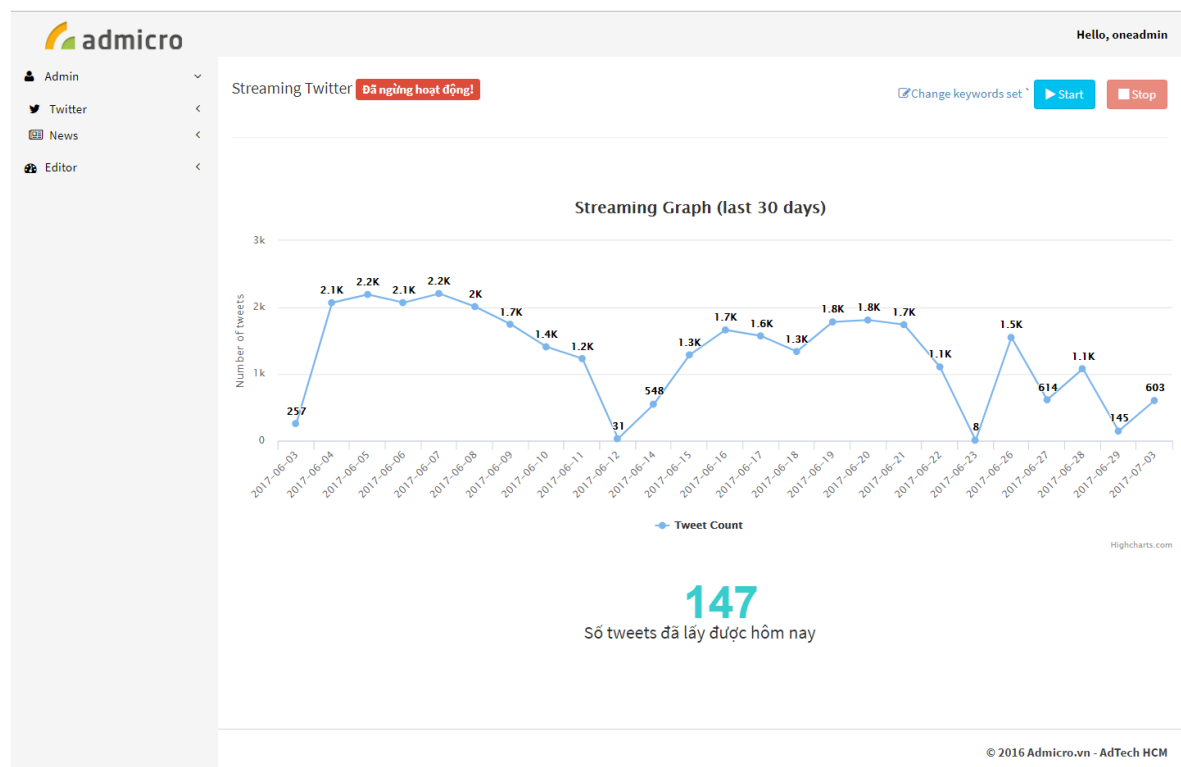 admicro
Hello, oneadmin
Admin
Twitter
News
Editor
Streaming Twitter Đã ngừng hoạt động!
Change keywords set ` Start Stop
Streaming Graph (last 30 days)
Number of tweets
3k
2k
1k
0
257
2.1K
2.2K
2.1K
2.2K
2K
1.7K
1.4K
1.2K
31
548
1.3K
1.7K
1.6K
1.3K
1.8K
1.8K
1.7K
1.1K
8
1.5K
614
1.1K
145
603
2017-06-03
2017-06-04
2017-06-05
2017-06-06
2017-06-07
2017-06-08
2017-06-09
2017-06-10
2017-06-11
2017-06-12
2017-06-14
2017-06-15
2017-06-16
2017-06-17
2017-06-18
2017-06-19
2017-06-20
2017-06-21
2017-06-22
2017-06-23
2017-06-26
2017-06-27
2017-06-28
2017-06-29
2017-07-03
Tweet Count
Highcharts.com
147
Số tweets đã lấy được hôm nay
© 2016 Admicro.vn - AdTech HCM